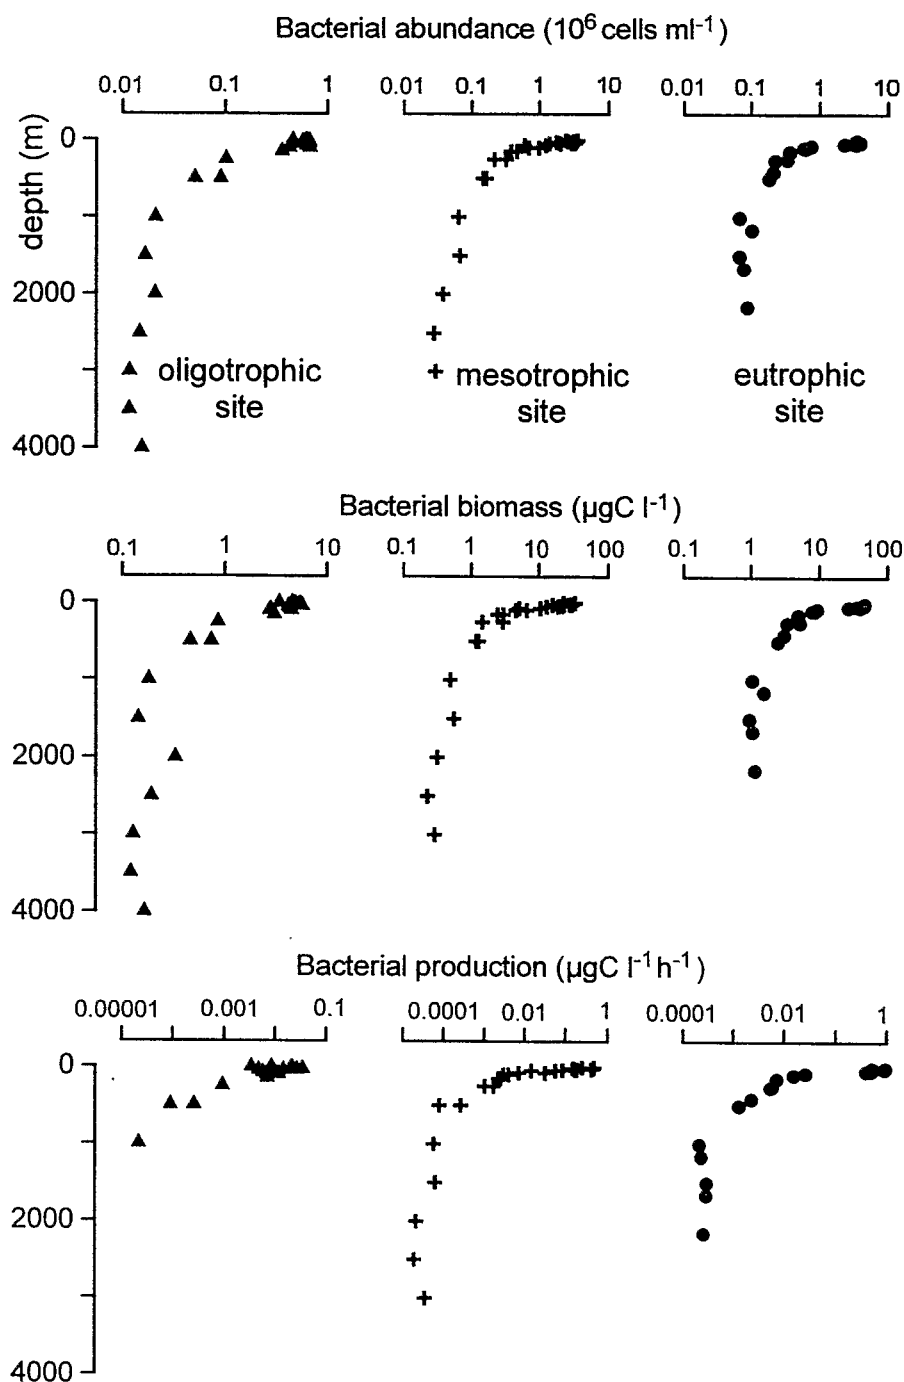 Bacterial abundance (10⁶ cells ml⁻¹)
0.01 0.1 1 0.01 0.1 1 10 0.01 0.1 1 10
depth (m)
0
2000
4000
oligotrophic site
mesotrophic site
eutrophic site
Bacterial biomass (µgC l⁻¹)
0.1 1 10 0.1 1 10 100 0.1 1 10 100
0
2000
4000
Bacterial production (µgC l⁻¹ h⁻¹)
0.00001 0.001 0.1 0.0001 0.01 1 0.0001 0.01 1
0
2000
4000